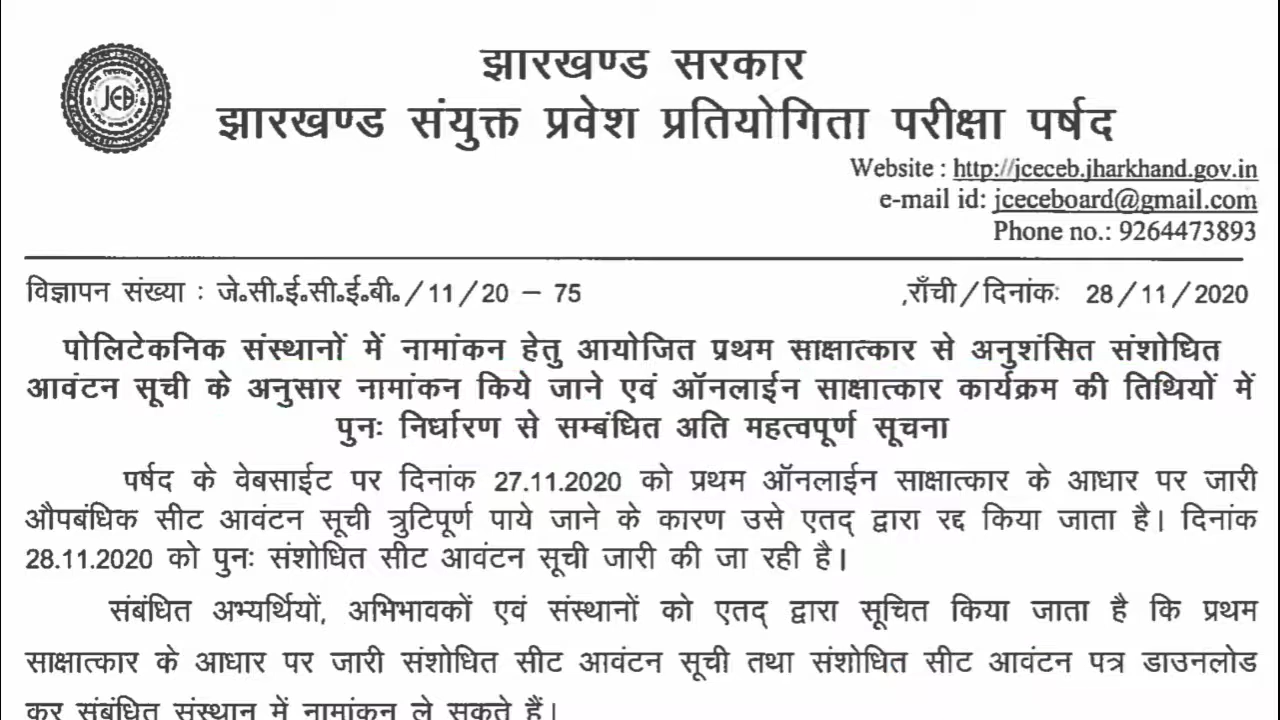 झारखण्ड सरकार
झारखण्ड संयुक्त प्रवेश प्रतियोगिता परीक्षा पर्षद
JCEB
Website : http://jceceb.jharkhand.gov.in
e-mail id: jceceboard@gmail.com
Phone no.: 9264473893
विज्ञापन संख्या : जे॰सी॰ई॰सी॰ई॰बी॰/11/20 – 75 ,राँची/दिनांकः 28/11/2020
पोलिटेकनिक संस्थानों में नामांकन हेतु आयोजित प्रथम साक्षात्कार से अनुशंसित संशोधित
आवंटन सूची के अनुसार नामांकन किये जाने एवं ऑनलाईन साक्षात्कार कार्यक्रम की तिथियों में
पुनः निर्धारण से सम्बंधित अति महत्वपूर्ण सूचना
पर्षद के वेबसाईट पर दिनांक 27.11.2020 को प्रथम ऑनलाईन साक्षात्कार के आधार पर जारी
औपबंधिक सीट आवंटन सूची त्रुटिपूर्ण पाये जाने के कारण उसे एतद् द्वारा रद्द किया जाता है। दिनांक
28.11.2020 को पुनः संशोधित सीट आवंटन सूची जारी की जा रही है।
संबंधित अभ्यर्थियों, अभिभावकों एवं संस्थानों को एतद् द्वारा सूचित किया जाता है कि प्रथम
साक्षात्कार के आधार पर जारी संशोधित सीट आवंटन सूची तथा संशोधित सीट आवंटन पत्र डाउनलोड
कर संबंधित संस्थान में नामांकन ले सकते हैं।